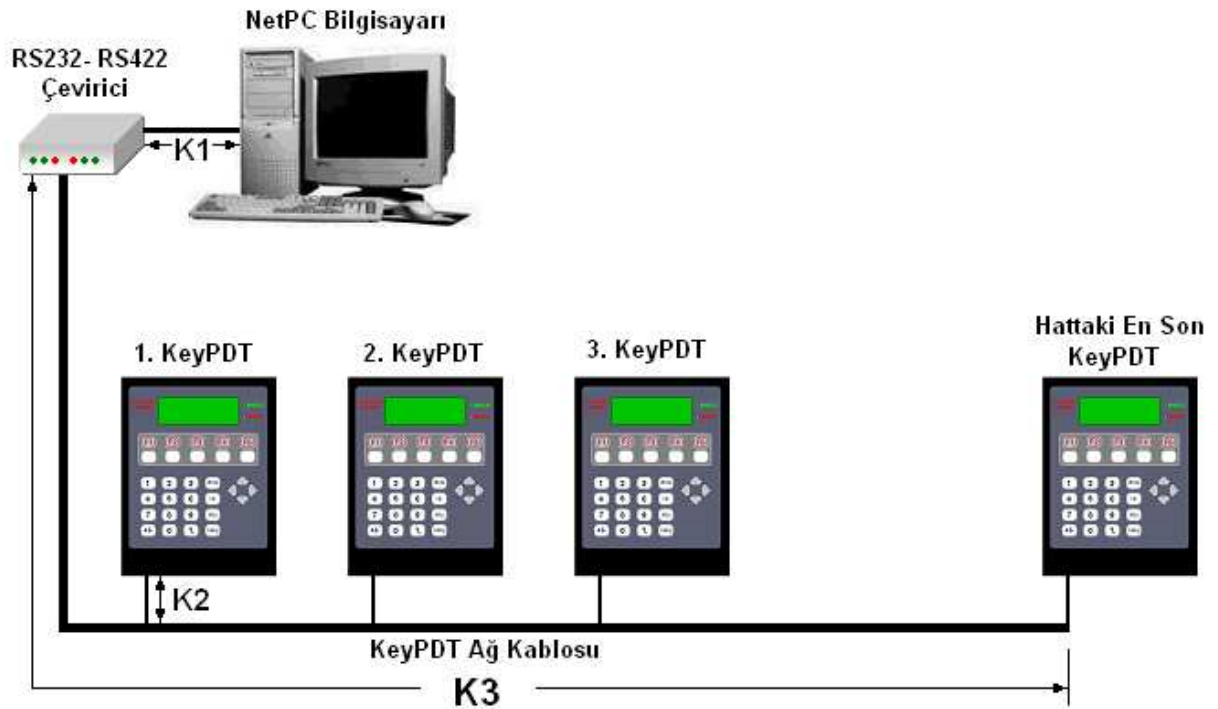 NetPC Bilgisayarı
RS232- RS422
Çevirici
K1
1. KeyPDT
2. KeyPDT
3. KeyPDT
Hattaki En Son
KeyPDT
K2
KeyPDT Ağ Kablosu
K3